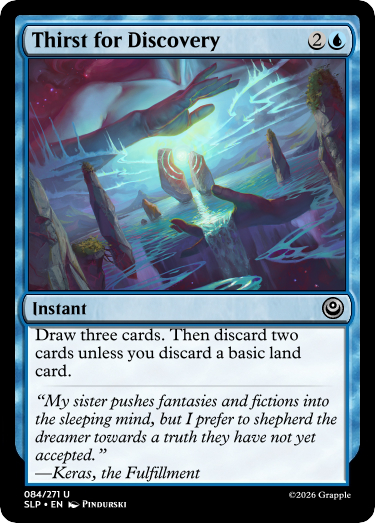 Thirst for Discovery 2
Instant
Draw three cards. Then discard two
cards unless you discard a basic land
card.
“My sister pushes fantasies and fictions into
the sleeping mind, but I prefer to shepherd the
dreamer towards a truth they have not yet
accepted.”
—Keras, the Fulfillment
084/271 U
SLP • EN Pindurski ©2026 Grapple